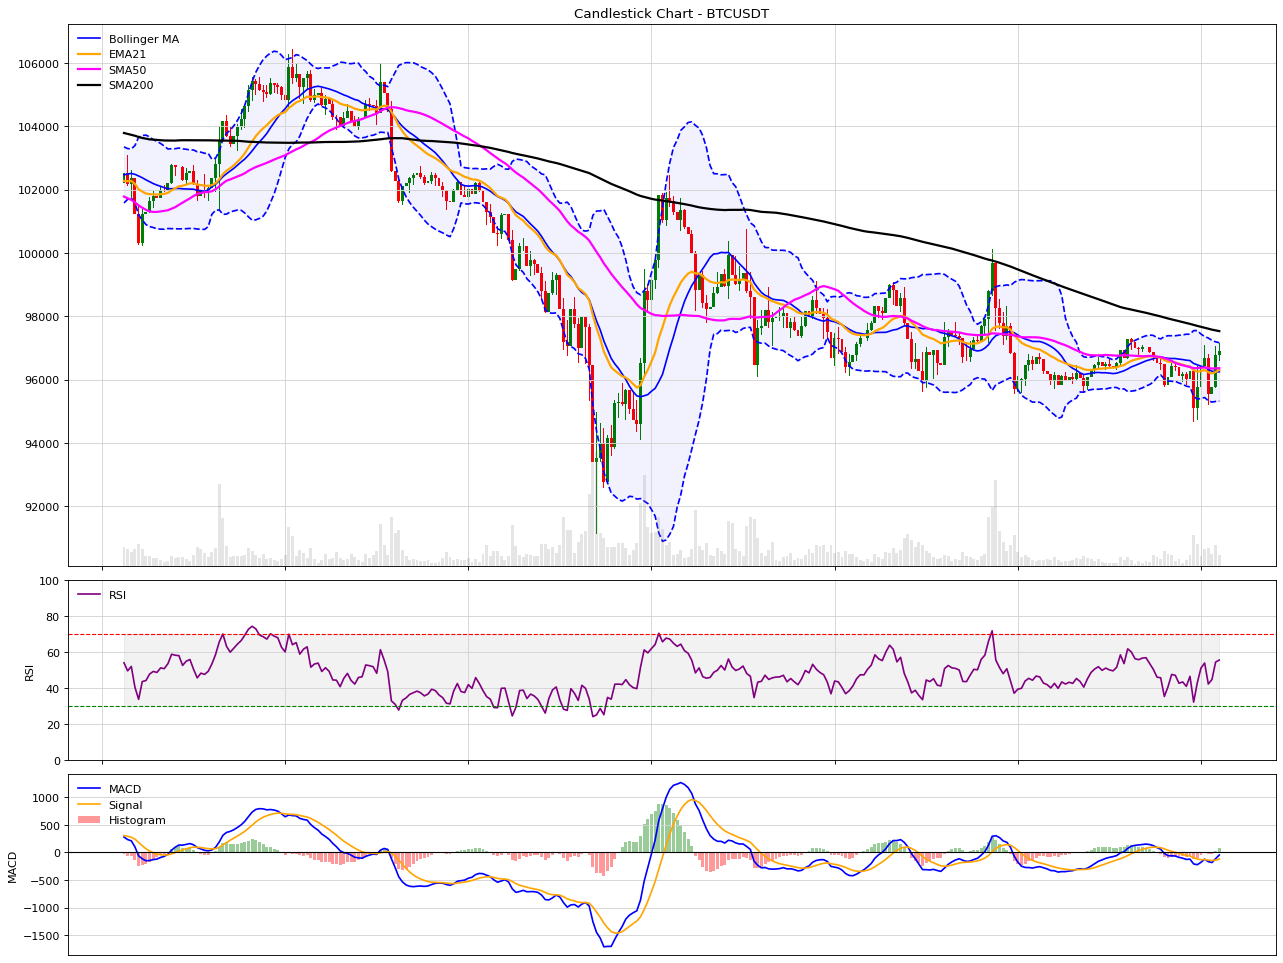 Candlestick Chart - BTCUSDT
Bollinger MA
EMA21
SMA50
SMA200
106000
104000
102000
100000
98000
96000
94000
92000
RSI
RSI
100
80
60
40
20
0
MACD
Signal
Histogram
MACD
1000
500
0
−500
−1000
−1500